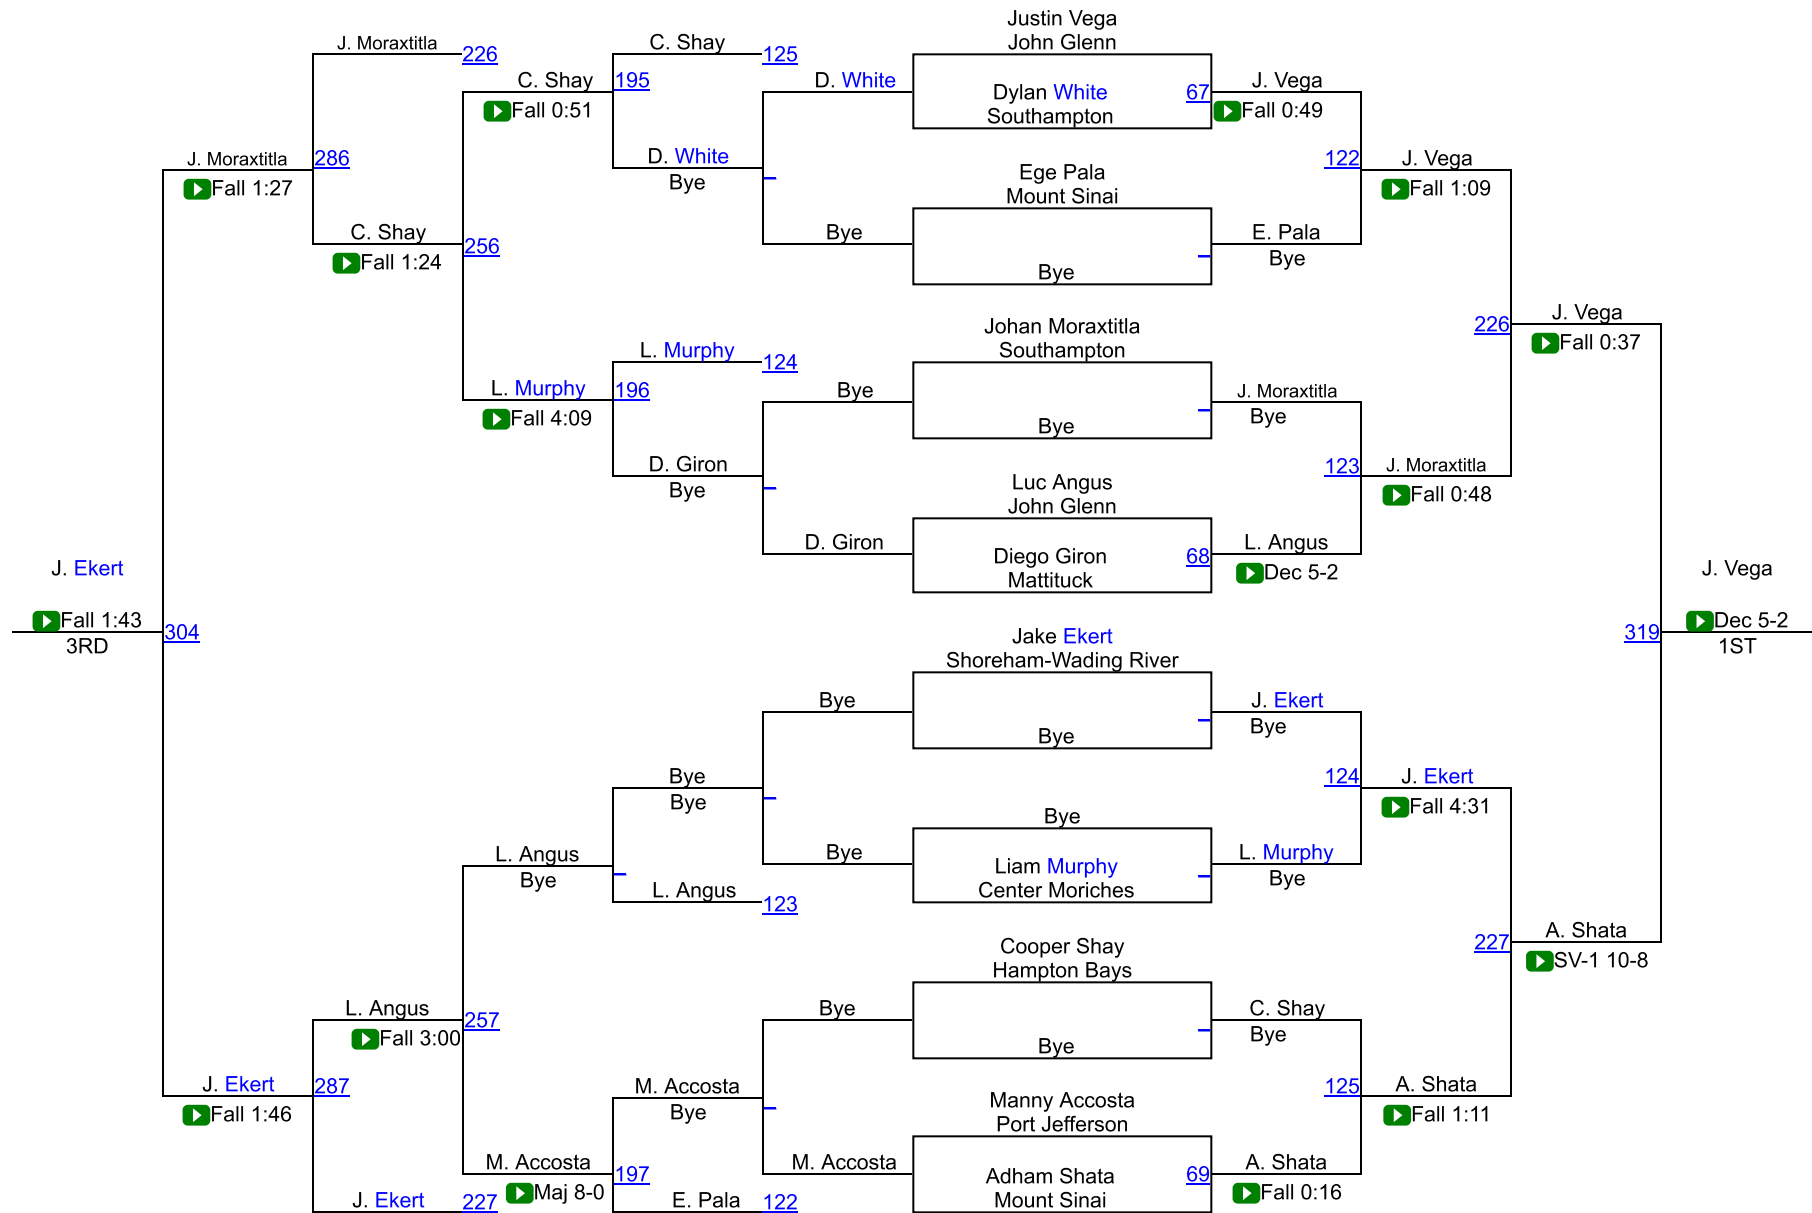 Justin Vega
J. Moraxtitla
C. Shay
John Glenn
226
125
C. Shay
195
D. White
J. Vega
Dylan White
67
Fall 0:51
Southampton
Fall 0:49
J. Moraxtitla
286
D. White
122
J. Vega
Bye
Ege Pala
Fall 1:27
Mount Sinai
Fall 1:09
C. Shay
256
Bye
E. Pala
Fall 1:24
Bye
Bye
J. Vega
Johan Moraxtitla
226
L. Murphy
Southampton
Fall 0:37
124
L. Murphy
196
Bye
J. Moraxtitla
Fall 4:09
Bye
Bye
D. Giron
123
J. Moraxtitla
Bye
Luc Angus
Fall 0:48
John Glenn
D. Giron
L. Angus
Diego Giron
68
J. Ekert
Mattituck
Dec 5-2
J. Vega
Fall 1:43
304
3RD
Jake Ekert
319
Dec 5-2
Shoreham-Wading River
1ST
Bye
J. Ekert
Bye
Bye
Bye
124
J. Ekert
Bye
Bye
Fall 4:31
L. Angus
Bye
L. Murphy
Bye
Liam Murphy
Bye
L. Angus
Center Moriches
123
Cooper Shay
227
A. Shata
Hampton Bays
SV-1 10-8
L. Angus
257
Bye
C. Shay
Fall 3:00
Bye
Bye
J. Ekert
287
M. Accosta
125
A. Shata
Fall 1:46
Bye
Manny Accosta
Fall 1:11
Port Jefferson
M. Accosta
197
M. Accosta
Adham Shata
69
A. Shata
Maj 8-0
Mount Sinai
Fall 0:16
J. Ekert
227
E. Pala
122